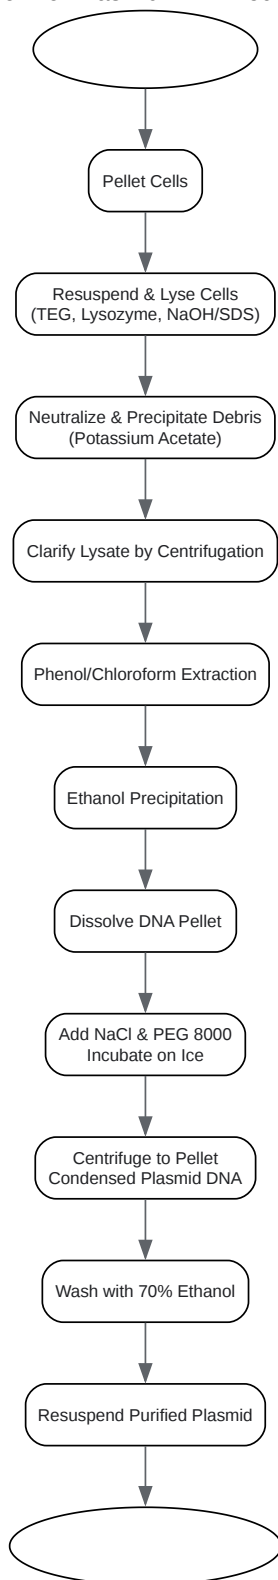 Pellet Cells
Resuspend & Lyse Cells
(TEG, Lysozyme, NaOH/SDS)
Neutralize & Precipitate Debris
(Potassium Acetate)
Clarify Lysate by Centrifugation
Phenol/Chloroform Extraction
Ethanol Precipitation
Dissolve DNA Pellet
Add NaCl & PEG 8000
Incubate on Ice
Centrifuge to Pellet
Condensed Plasmid DNA
Wash with 70% Ethanol
Resuspend Purified Plasmid